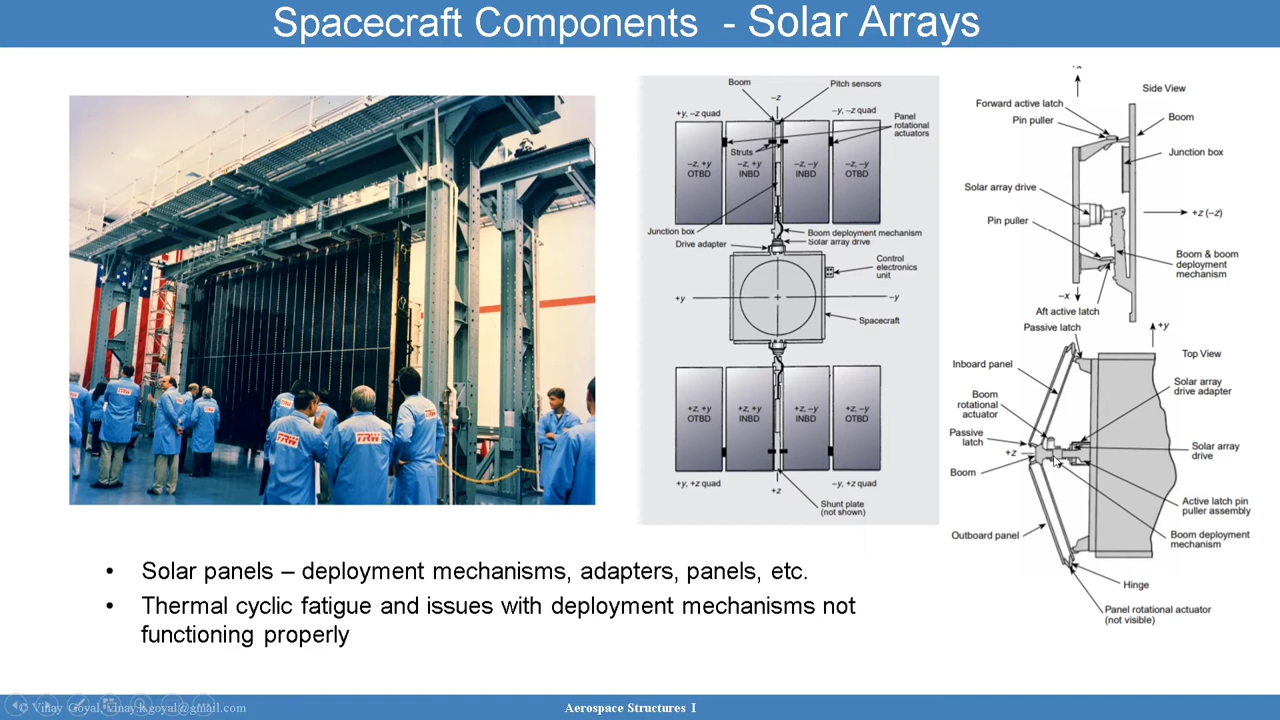 Spacecraft Components - Solar Arrays
TRW
TRW
TRW
Boom
Pitch sensors
–z
+y, –z quad
–y, –z quad
Panel
rotational
actuators
Struts
–z, +y
OTBD
–z, +y
INBD
–z, –y
INBD
–z, –y
OTBD
Junction box
Boom deployment mechanism
Drive adapter
Solar array drive
Control
electronics
unit
+y
–y
Spacecraft
+z, +y
OTBD
+z, +y
INBD
+z, –y
INBD
+z, –y
OTBD
+y, +z quad
+z
–y, +z quad
Shunt plate
(not shown)
Side View
Forward active latch
Pin puller
Boom
Junction box
Solar array drive
+z (–z)
Pin puller
Boom & boom
deployment
mechanism
–x
Aft active latch
Passive latch
+y
Top View
Inboard panel
Solar array
drive adapter
Boom
rotational
actuator
Passive
latch
+z
Solar array
drive
Boom
Active latch pin
puller assembly
Outboard panel
Boom deployment
mechanism
Hinge
Panel rotational actuator
(not visible)
• Solar panels – deployment mechanisms, adapters, panels, etc.
• Thermal cyclic fatigue and issues with deployment mechanisms not
functioning properly
© Vinay Goyal, vinay.k.goyal@gmail.com
Aerospace Structures I